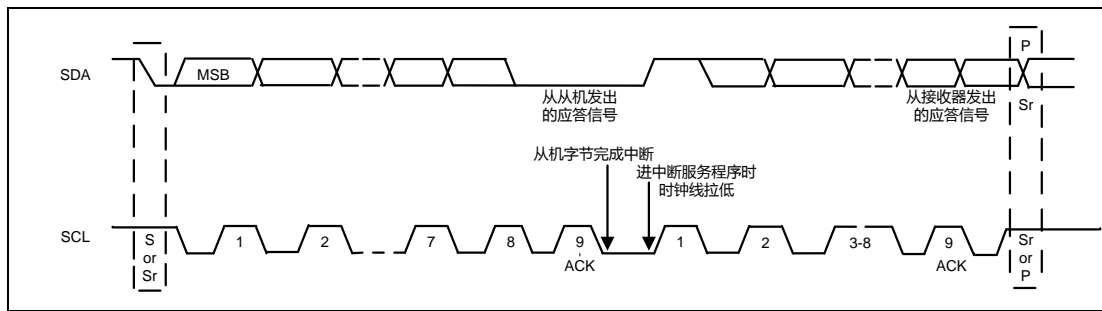 P
SDA
MSB
从从机发出
的应答信号
从接收器发出
的应答信号
Sr
从机字节完成中断
进中断服务程序时
时钟线拉低
SCL
S
or
Sr
1
2
7
8
9
ACK
1
2
3-8
9
ACK
Sr
or
P